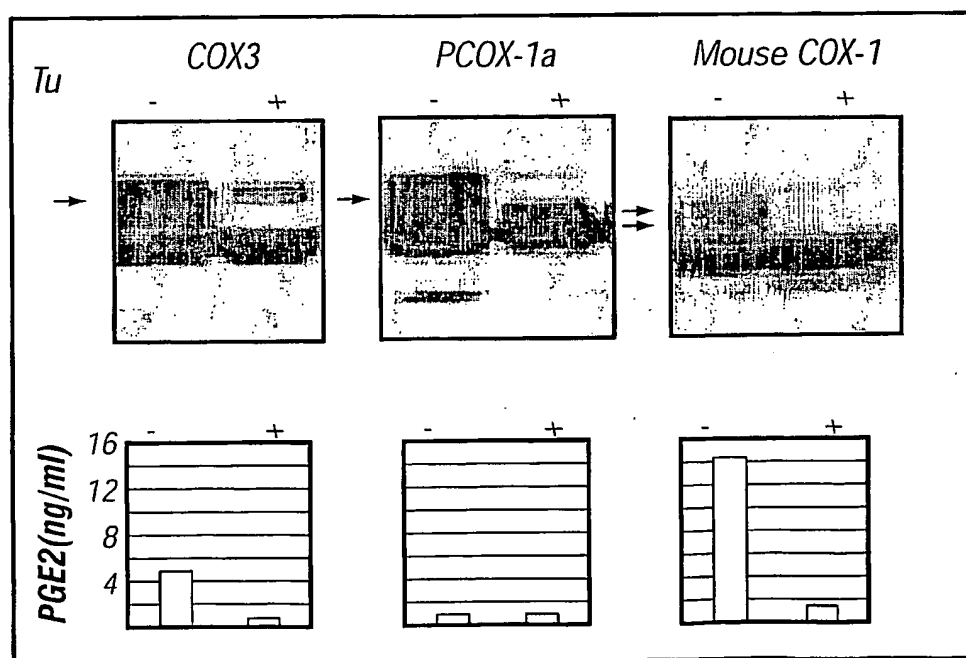 COX3 PCOX-1a Mouse COX-1
Tu
- + - + - +
PGE2(ng/ml)
- + - + - +
16
12
8
4